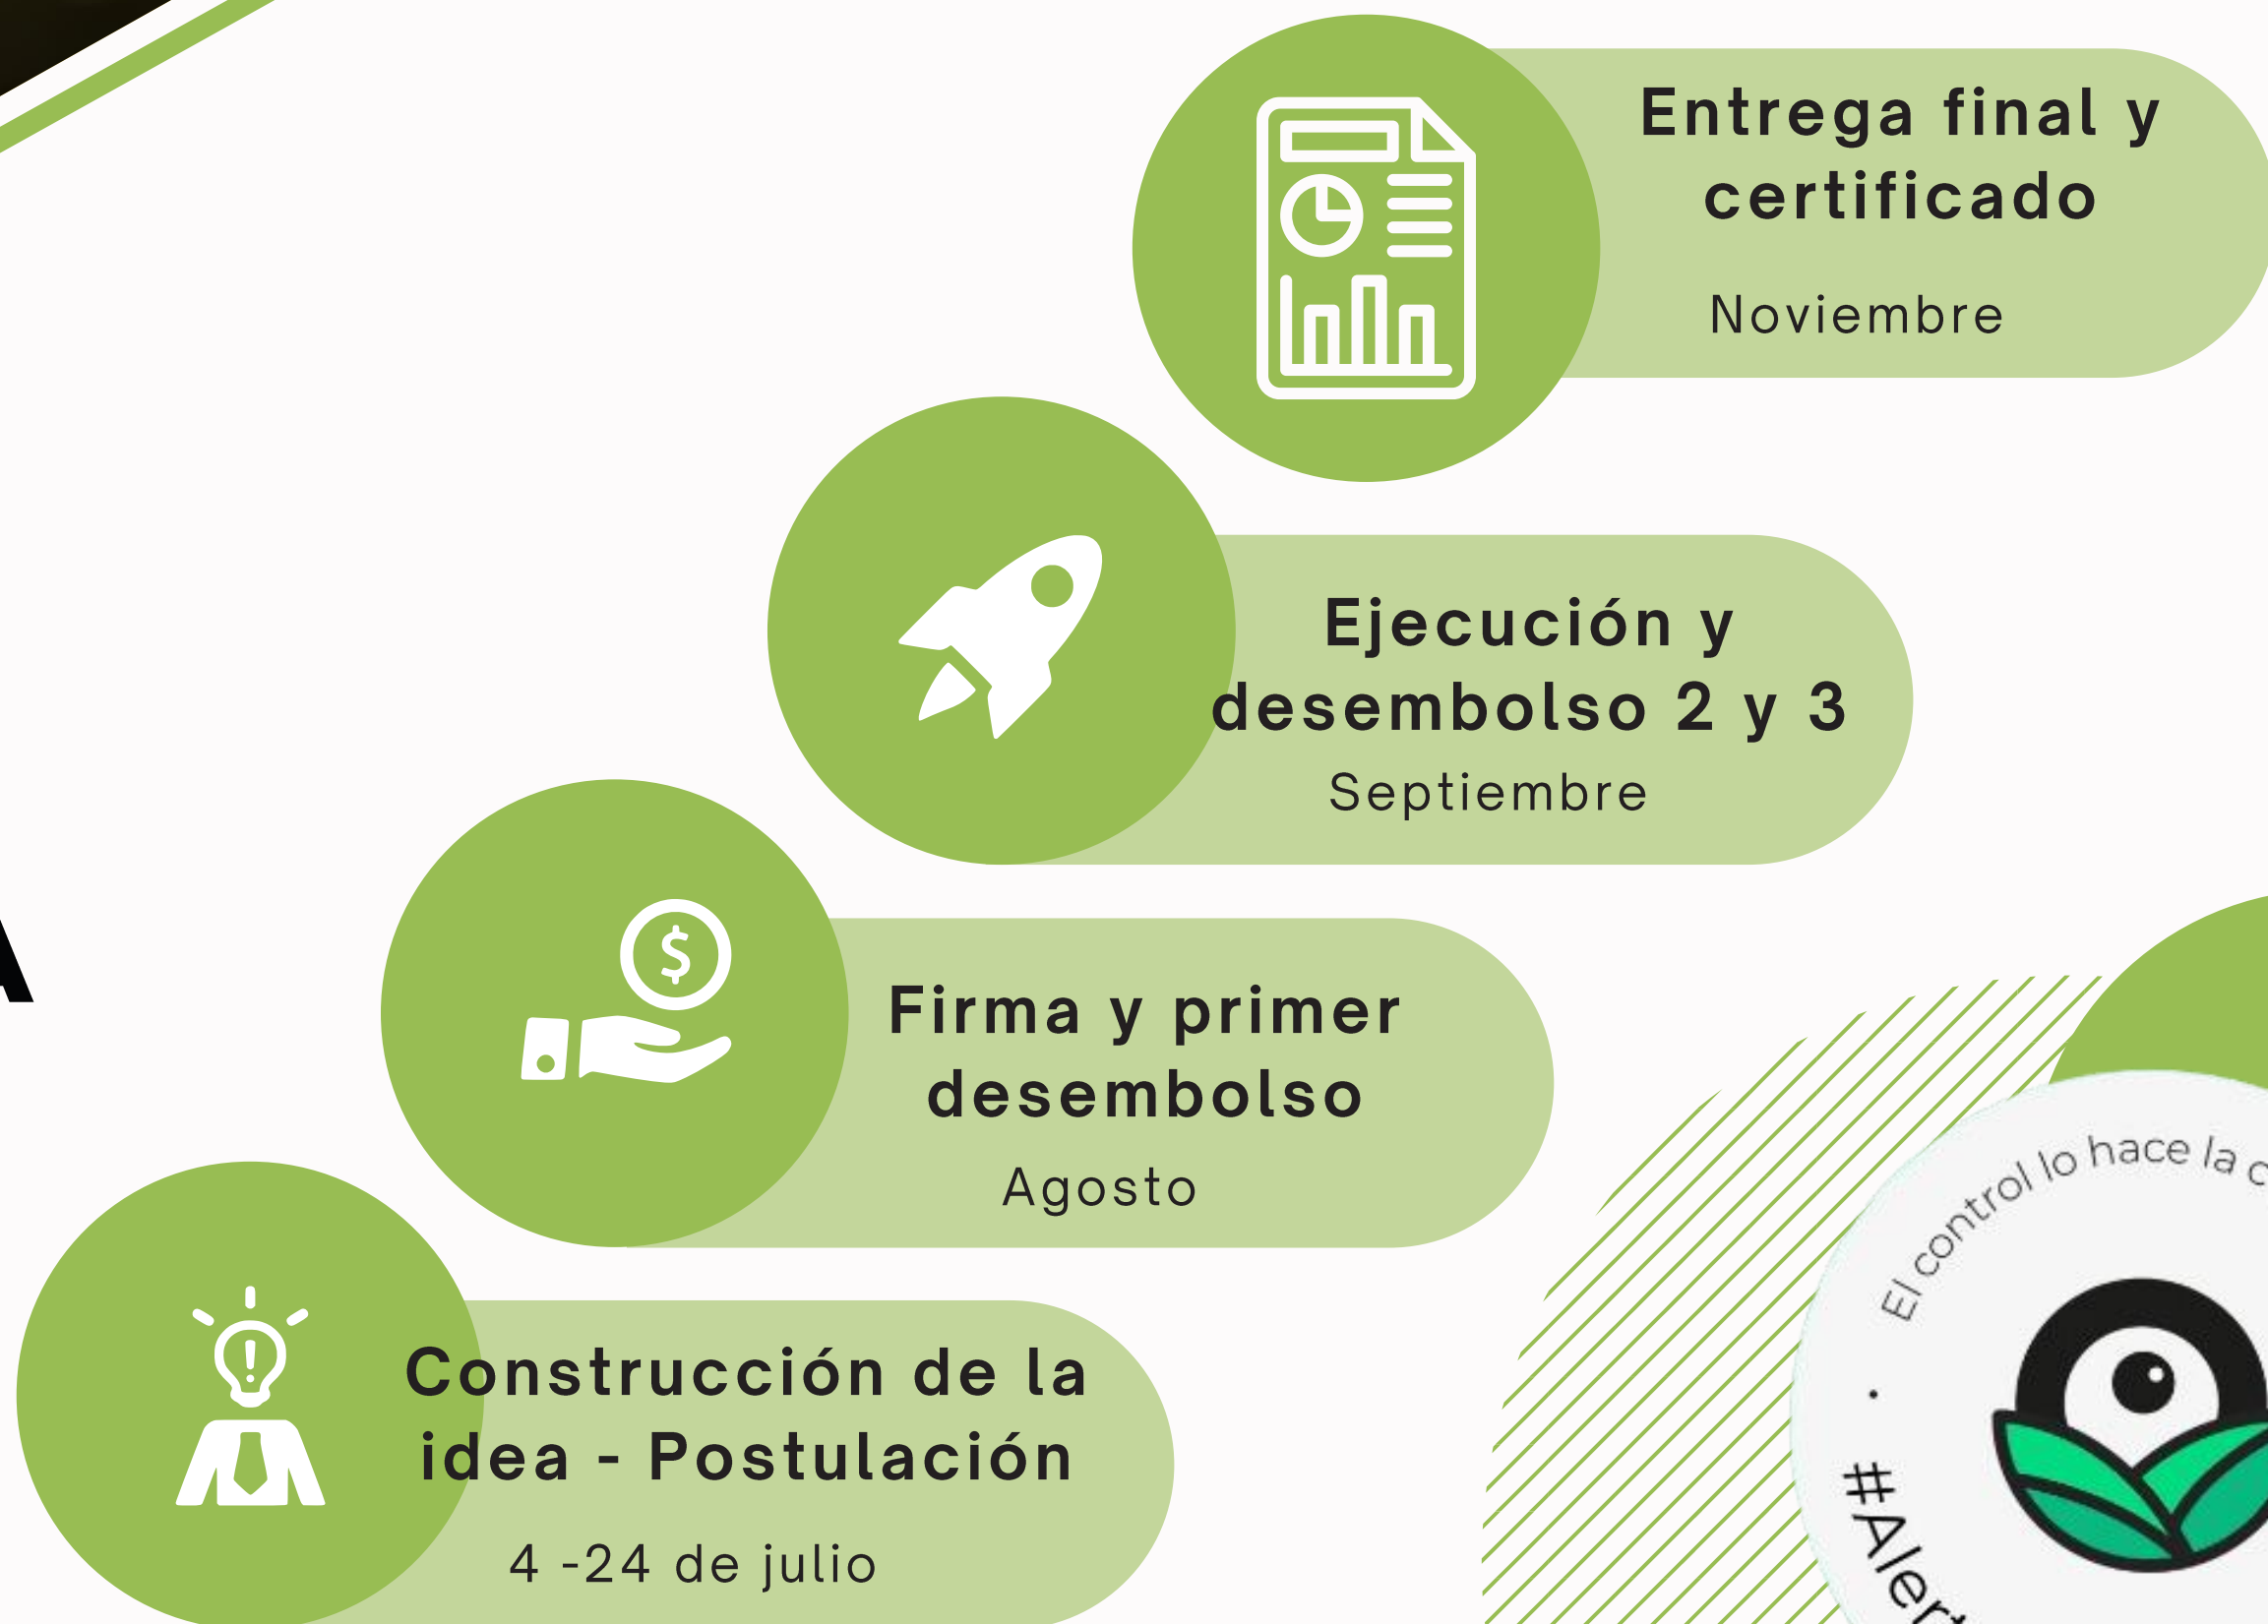 Entrega final y
certificado
Noviembre
Ejecución y
desembolso 2 y 3
Septiembre
$
Firma y primer
desembolso
Agosto
Construcción de la
idea - Postulación
4 -24 de julio
El control lo hace la